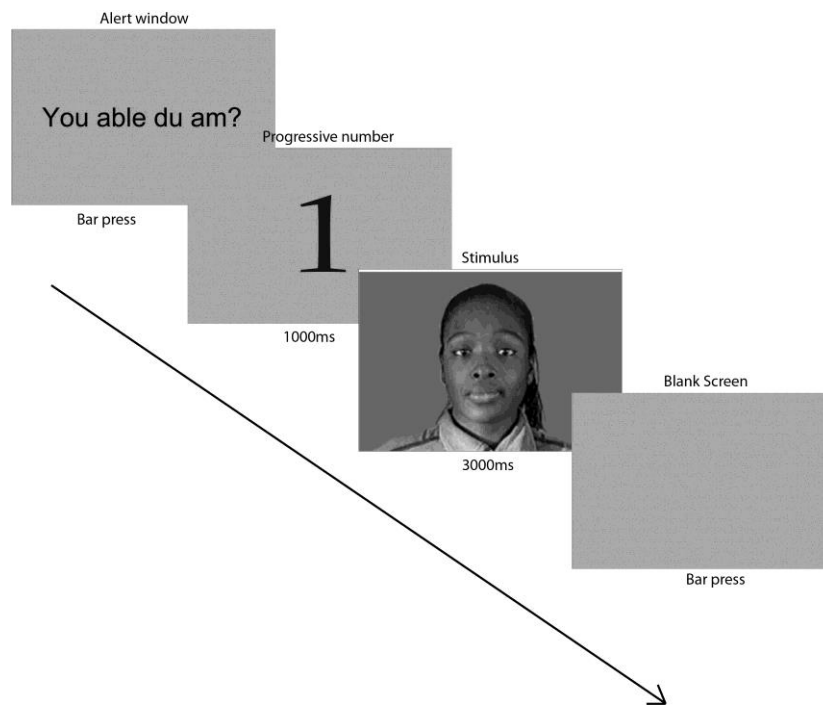 Alert window
You able du am?
Bar press
Progressive number
1
1000ms
Stimulus
3000ms
Blank Screen
Bar press